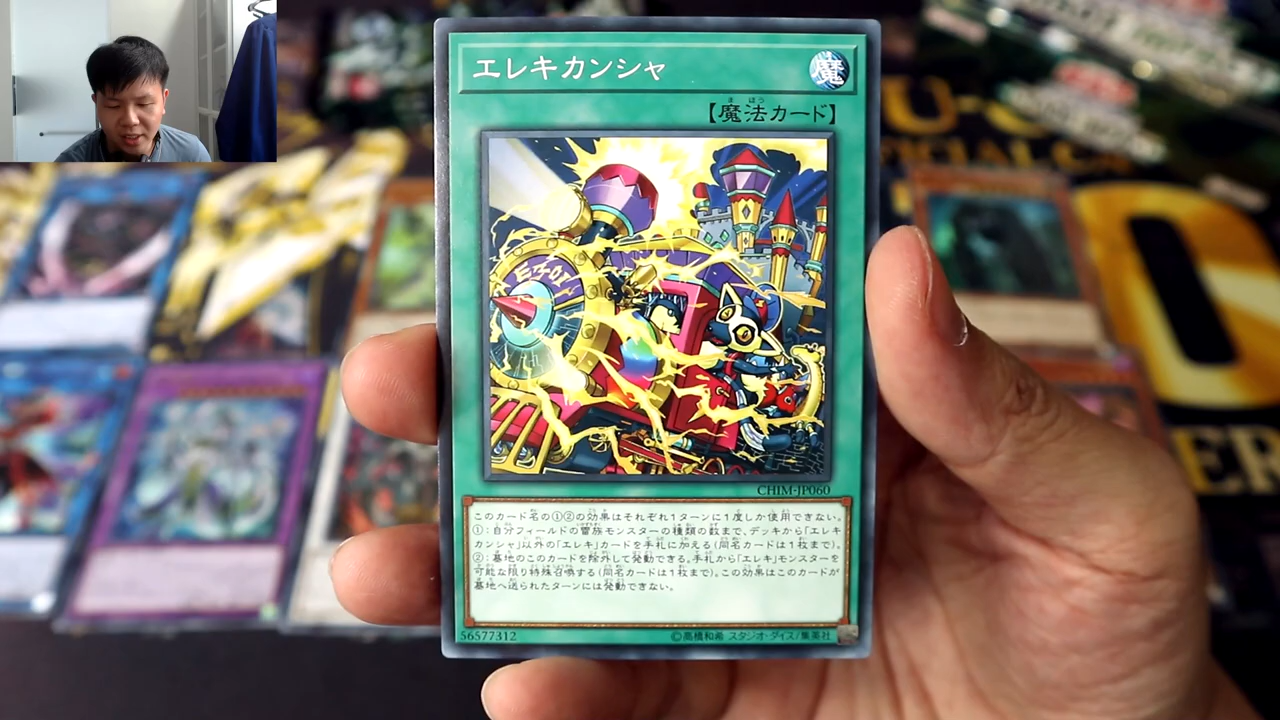 エレキカンシャ
魔
【魔法カード】
CHIM-JP060
このカード名の①②の効果はそれぞれ1ターンに1度しか使用できない。
①:自分フィールドの雷族モンスターの種類の数まで、デッキから「エレキ
カンシャ」以外の「エレキ」カードを手札に加える(同名カードは1枚まで)。
②:墓地のこのカードを除外して発動できる。手札から「エレキ」モンスターを
可能な限り特殊召喚する(同名カードは1枚まで)。この効果はこのカードが
墓地へ送られたターンには発動できない。
56577312
©高橋和希 スタジオ・ダイス/集英社